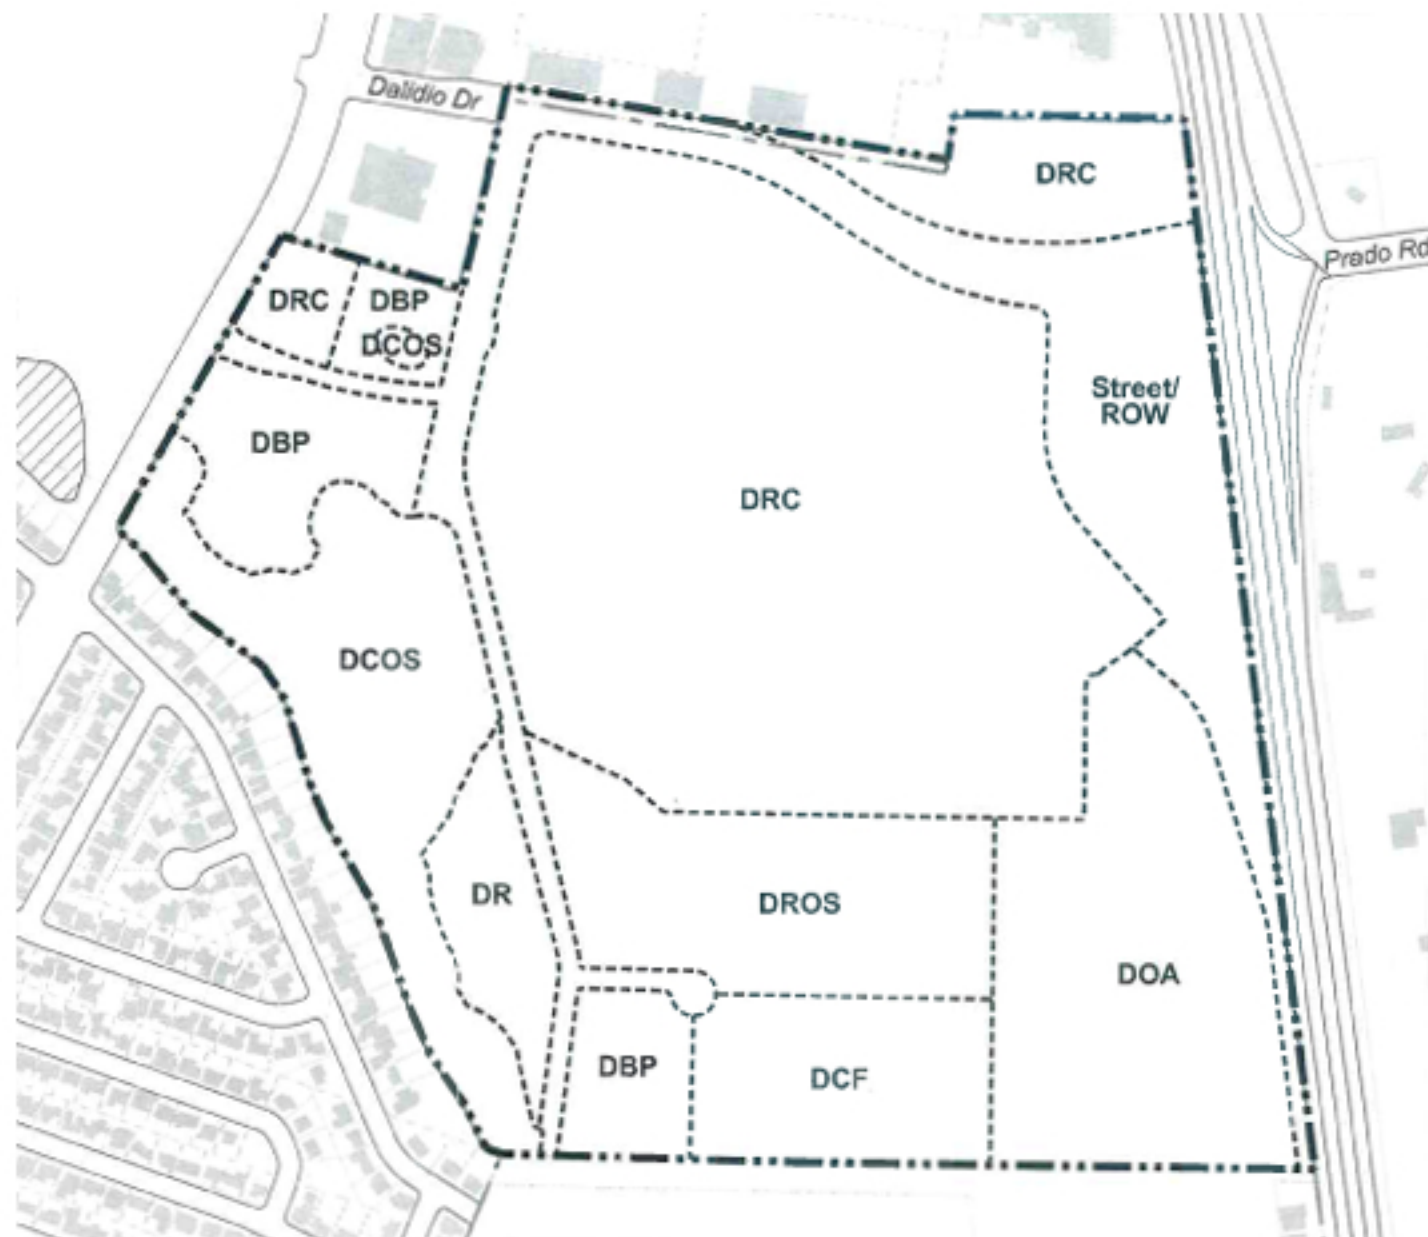 Dalidio Dr
DRC
Prado Rd
DRC
DBP
DCOS
Street/
ROW
DBP
DRC
DCOS
DR
DROS
DOA
DBP
DCF